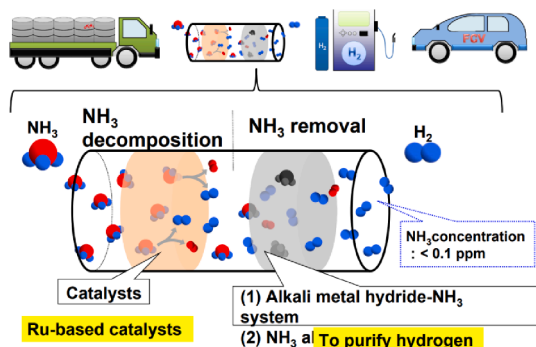 H2
H₂
FCV
NH₃
NH₃
decomposition
NH₃ removal
H₂
NH₃concentration
: < 0.1 ppm
Catalysts
Ru-based catalysts
(1) Alkali metal hydride-NH₃
system
(2) NH₃
To purify hydrogen